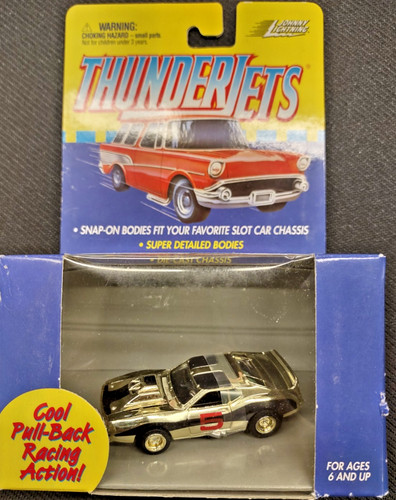 WARNING:
CHOKING HAZARD - small parts.
Not for children under 3 years.
JOHNNY
LIGHTNING
THUNDERJETS
• SNAP-ON BODIES FIT YOUR FAVORITE SLOT CAR CHASSIS
• SUPER DETAILED BODIES
• DIE-CAST CHASSIS
5
Cool
Pull-Back
Racing
Action!
FOR AGES
6 AND UP